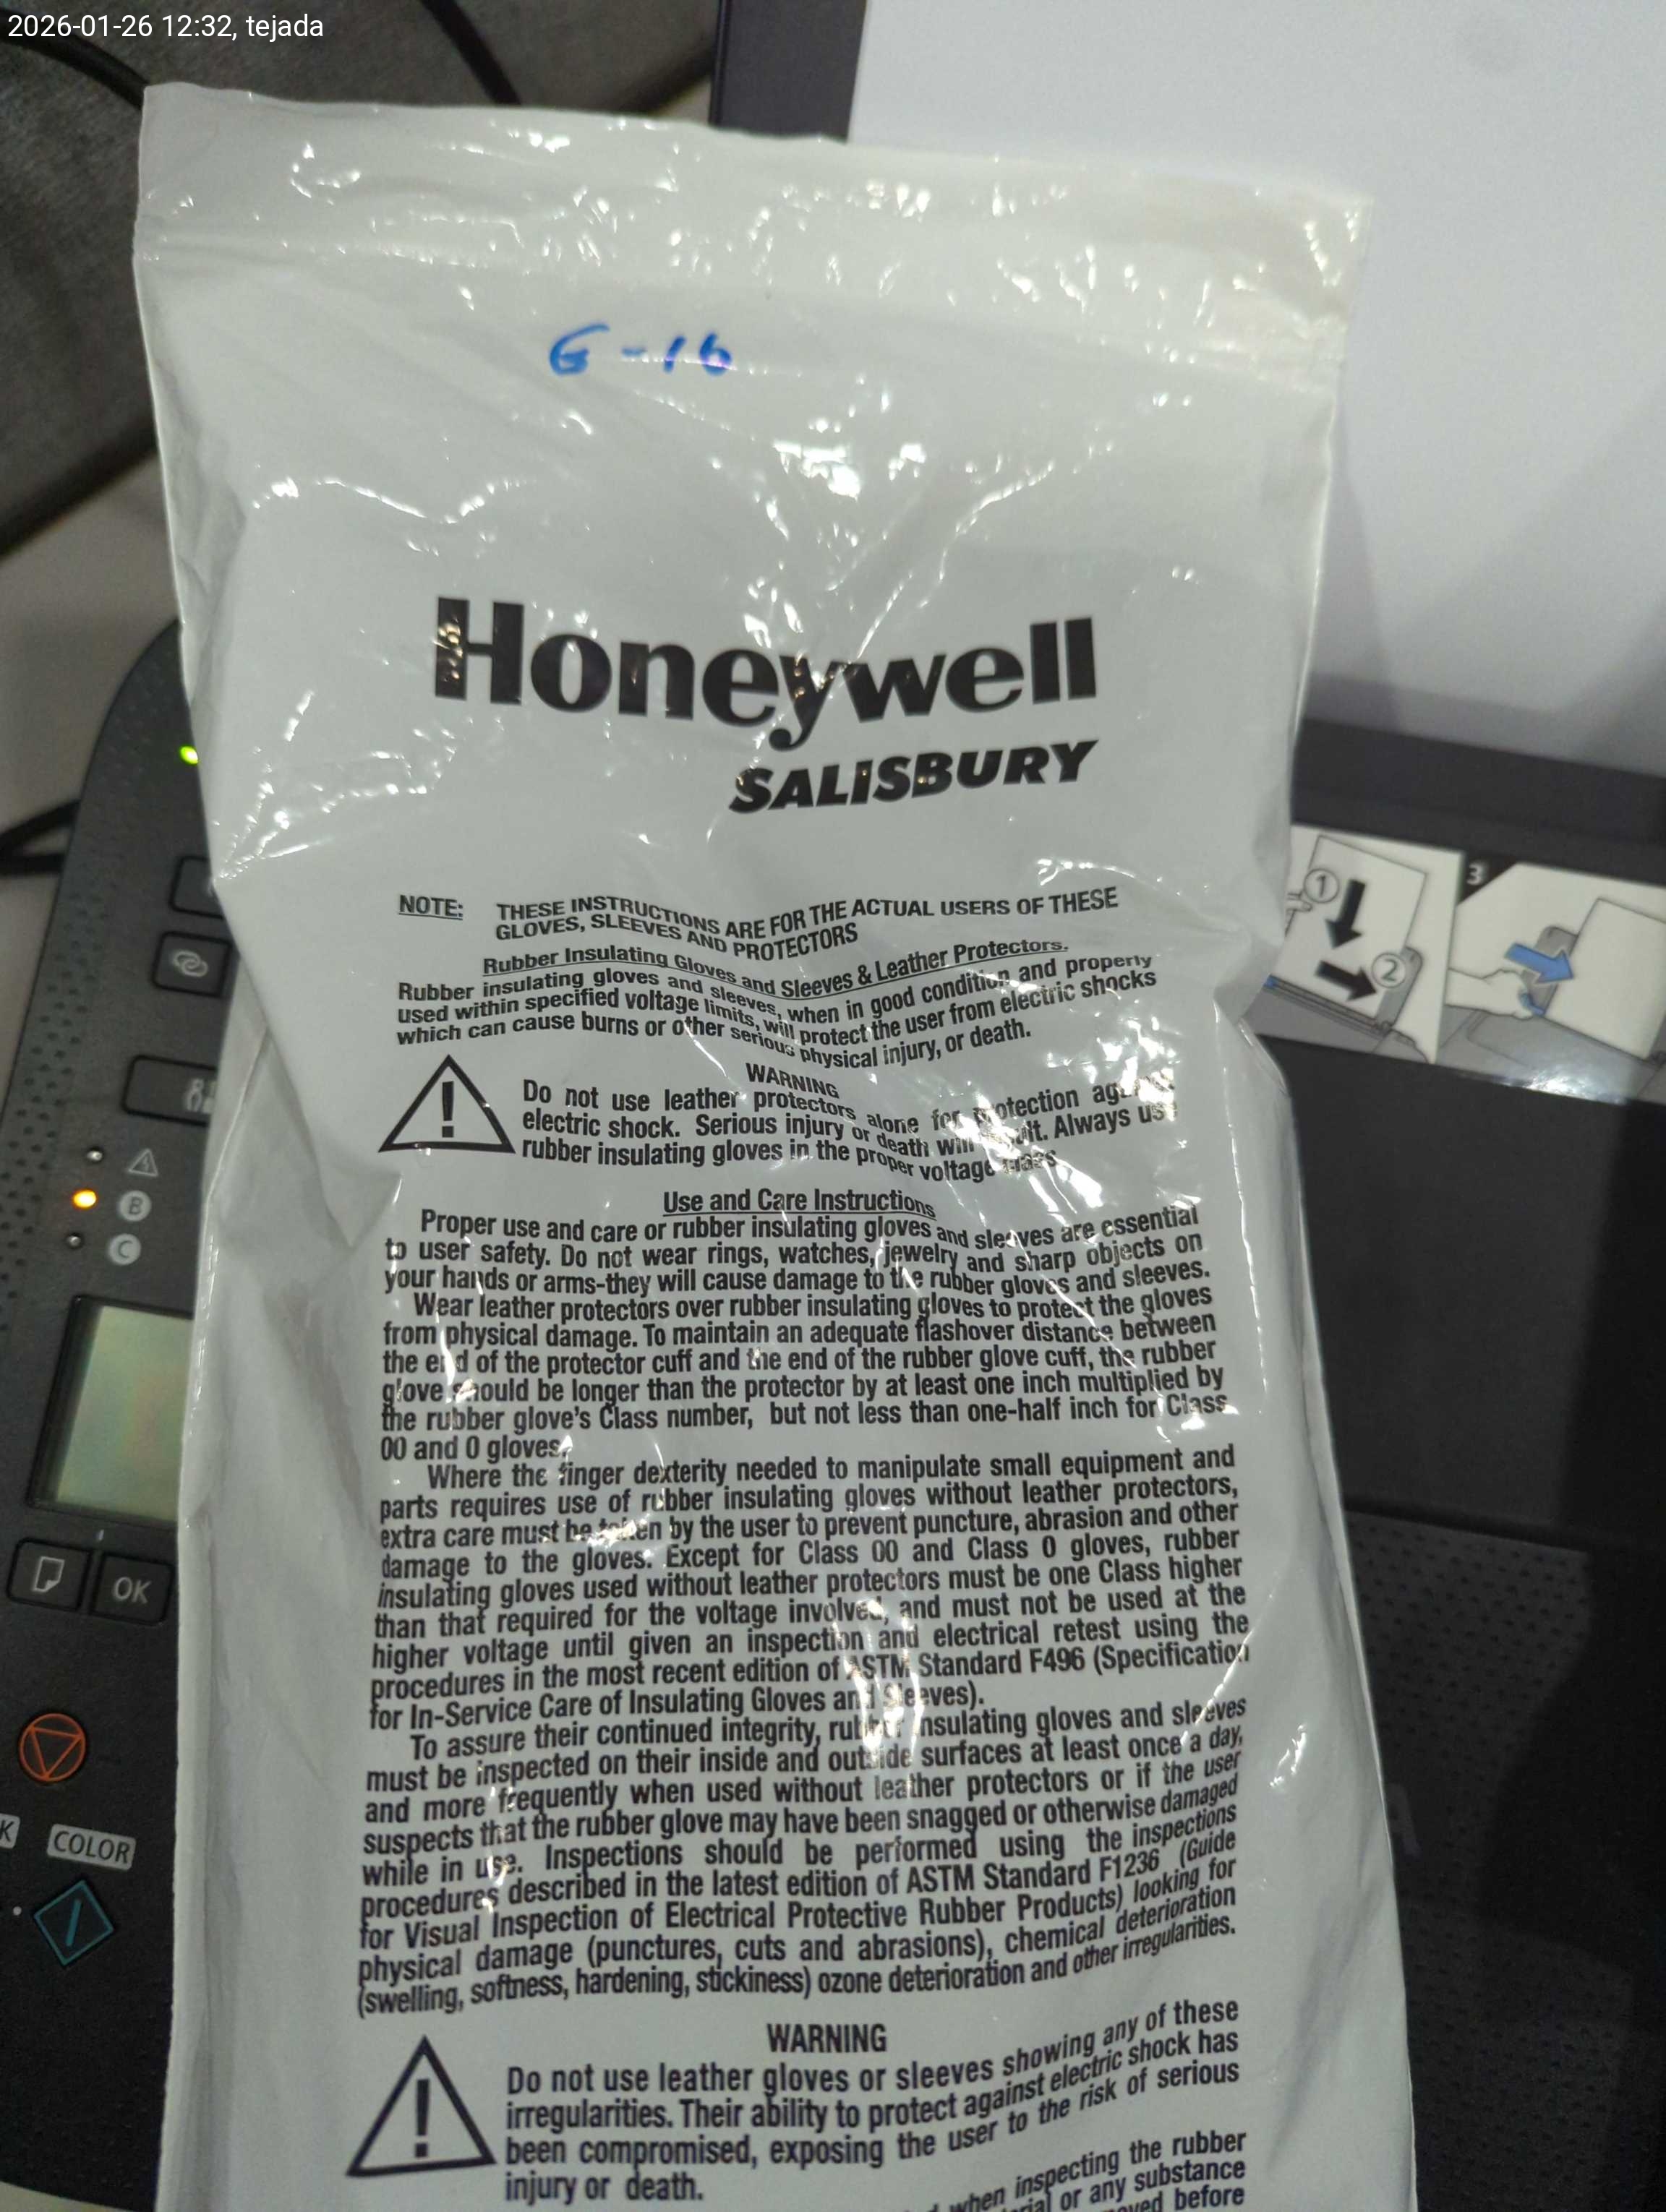 2026-01-26 12:32, tejada
G-16
Honeywell
SALISBURY
NOTE: THESE INSTRUCTIONS ARE FOR THE ACTUAL USERS OF THESE
GLOVES, SLEEVES AND PROTECTORS
Rubber Insulating Gloves and Sleeves & Leather Protectors.
Rubber insulating gloves and sleeves, when in good condition and properly
used within specified voltage limits, will protect the user from electric shocks
which can cause burns or other serious physical injury, or death.
WARNING
Do not use leather protectors alone for protection against
electric shock. Serious injury or death will result. Always use
rubber insulating gloves in the proper voltage class
Use and Care Instructions
Proper use and care or rubber insulating gloves and sleeves are essential
to user safety. Do not wear rings, watches, jewelry and sharp objects on
your hands or arms-they will cause damage to the rubber gloves and sleeves.
Wear leather protectors over rubber insulating gloves to protect the gloves
from physical damage. To maintain an adequate flashover distance between
the end of the protector cuff and the end of the rubber glove cuff, the rubber
glove should be longer than the protector by at least one inch multiplied by
the rubber glove's Class number, but not less than one-half inch for Class
00 and 0 gloves.
Where the finger dexterity needed to manipulate small equipment and
parts requires use of rubber insulating gloves without leather protectors,
extra care must be taken by the user to prevent puncture, abrasion and other
damage to the gloves. Except for Class 00 and Class 0 gloves, rubber
insulating gloves used without leather protectors must be one Class higher
than that required for the voltage involved, and must not be used at the
higher voltage until given an inspection and electrical retest using the
procedures in the most recent edition of ASTM Standard F496 (Specification
for In-Service Care of Insulating Gloves and Sleeves).
To assure their continued integrity, rubber insulating gloves and sleeves
must be inspected on their inside and outside surfaces at least once a day,
and more frequently when used without leather protectors or if the user
suspects that the rubber glove may have been snagged or otherwise damaged
while in use. Inspections should be performed using the inspections
procedures described in the latest edition of ASTM Standard F1236 (Guide
for Visual Inspection of Electrical Protective Rubber Products) looking for
physical damage (punctures, cuts and abrasions), chemical deterioration
(swelling, softness, hardening, stickiness) ozone deterioration and other irregularities.
WARNING
Do not use leather gloves or sleeves showing any of these
irregularities. Their ability to protect against electric shock has
been compromised, exposing the user to the risk of serious
injury or death.
when inspecting the rubber
or any substance
before
1
2
3
A
B
C
OK
COLOR